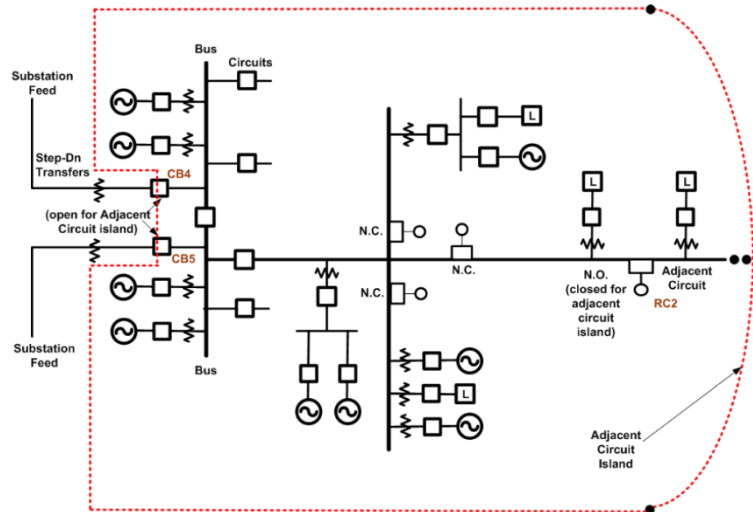 Bus
Circuits
Substation
Feed
Step-Dn
Transfers
CB4
(open for Adjacent
Circuit island)
CB5
Substation
Feed
Bus
L
N.C.
N.C.
N.C.
L
L
L
N.O.
(closed for
adjacent
circuit
island)
RC2
Adjacent
Circuit
Adjacent
Circuit
Island